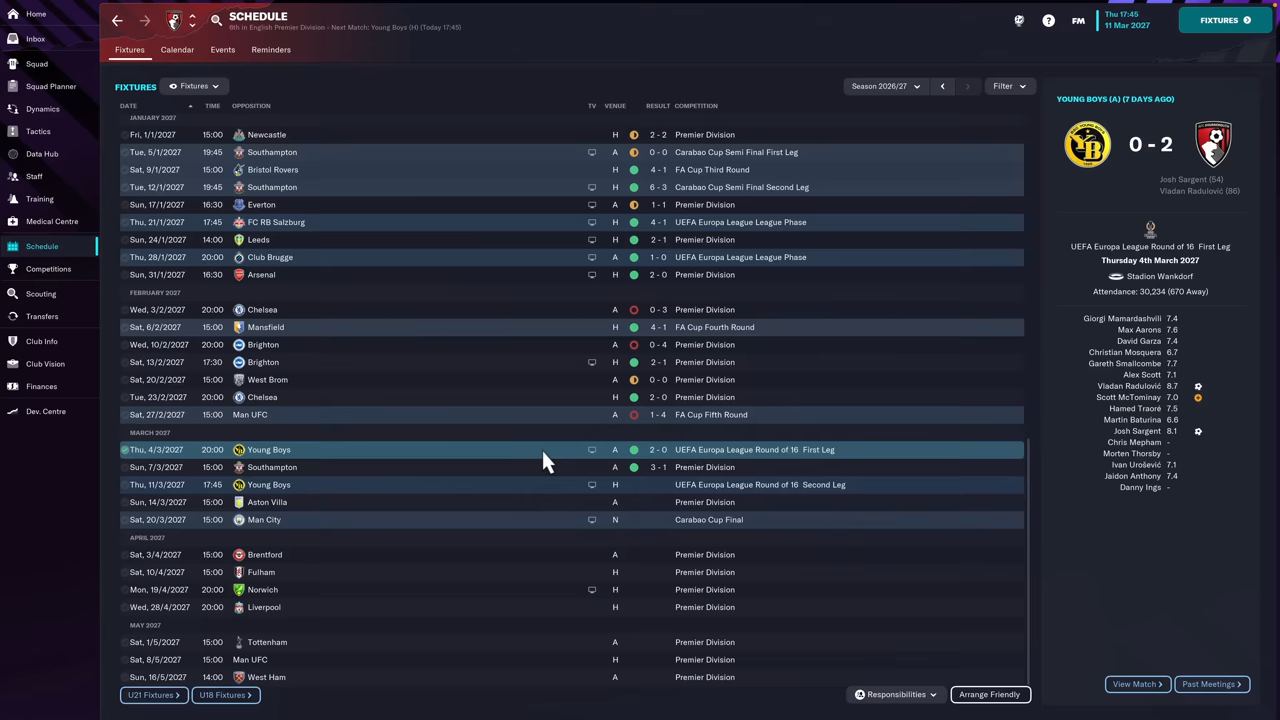 Home
Inbox
Squad
Squad Planner
Dynamics
Tactics
Data Hub
Staff
Training
Medical Centre
Schedule
Competitions
Scouting
Transfers
Club Info
Club Vision
Finances
Dev. Centre
SCHEDULE
6th in English Premier Division - Next Match: Young Boys (H) (Today 17:45)
FM
Thu 17:45
11 Mar 2027
FIXTURES
Fixtures Calendar Events Reminders
FIXTURES Fixtures Season 2026/27 Filter
DATE TIME OPPOSITION TV VENUE RESULT COMPETITION
JANUARY 2027
Fri, 1/1/2027 15:00 Newcastle H 2 - 2 Premier Division
Tue, 5/1/2027 19:45 Southampton A 0 - 0 Carabao Cup Semi Final First Leg
Sat, 9/1/2027 15:00 Bristol Rovers H 4 - 1 FA Cup Third Round
Tue, 12/1/2027 19:45 Southampton H 6 - 3 Carabao Cup Semi Final Second Leg
Sun, 17/1/2027 16:30 Everton A 1 - 1 Premier Division
Thu, 21/1/2027 17:45 FC RB Salzburg H 4 - 1 UEFA Europa League League Phase
Sun, 24/1/2027 14:00 Leeds H 2 - 1 Premier Division
Thu, 28/1/2027 20:00 Club Brugge A 1 - 0 UEFA Europa League League Phase
Sun, 31/1/2027 16:30 Arsenal H 2 - 0 Premier Division
FEBRUARY 2027
Wed, 3/2/2027 20:00 Chelsea A 0 - 3 Premier Division
Sat, 6/2/2027 15:00 Mansfield H 4 - 1 FA Cup Fourth Round
Wed, 10/2/2027 20:00 Brighton A 0 - 4 Premier Division
Sat, 13/2/2027 17:30 Brighton H 2 - 1 Premier Division
Sat, 20/2/2027 15:00 West Brom A 0 - 0 Premier Division
Tue, 23/2/2027 20:00 Chelsea H 2 - 0 Premier Division
Sat, 27/2/2027 15:00 Man UFC A 1 - 4 FA Cup Fifth Round
MARCH 2027
Thu, 4/3/2027 20:00 Young Boys A 2 - 0 UEFA Europa League Round of 16 First Leg
Sun, 7/3/2027 15:00 Southampton A 3 - 1 Premier Division
Thu, 11/3/2027 17:45 Young Boys H UEFA Europa League Round of 16 Second Leg
Sun, 14/3/2027 15:00 Aston Villa A Premier Division
Sat, 20/3/2027 15:00 Man City N Carabao Cup Final
APRIL 2027
Sat, 3/4/2027 15:00 Brentford A Premier Division
Sat, 10/4/2027 15:00 Fulham H Premier Division
Mon, 19/4/2027 20:00 Norwich H Premier Division
Wed, 28/4/2027 20:00 Liverpool H Premier Division
MAY 2027
Sat, 1/5/2027 15:00 Tottenham A Premier Division
Sat, 8/5/2027 15:00 Man UFC H Premier Division
Sun, 16/5/2027 14:00 West Ham A Premier Division
U21 Fixtures U18 Fixtures Responsibilities Arrange Friendly
YOUNG BOYS (A) (7 DAYS AGO)
0 - 2
Josh Sargent (54)
Vladan Radulović (86)
UEFA Europa League Round of 16 First Leg
Thursday 4th March 2027
Stadion Wankdorf
Attendance: 30,234 (670 Away)
Giorgi Mamardashvili 7.4
Max Aarons 7.6
David Garza 7.4
Christian Mosquera 6.7
Gareth Smallcombe 7.7
Alex Scott 7.1
Vladan Radulović 8.7
Scott McTominay 7.0
Hamed Traoré 7.5
Martin Baturina 6.6
Josh Sargent 8.1
Chris Mepham -
Morten Thorsby -
Ivan Urošević 7.1
Jaidon Anthony 7.4
Danny Ings -
View Match Past Meetings